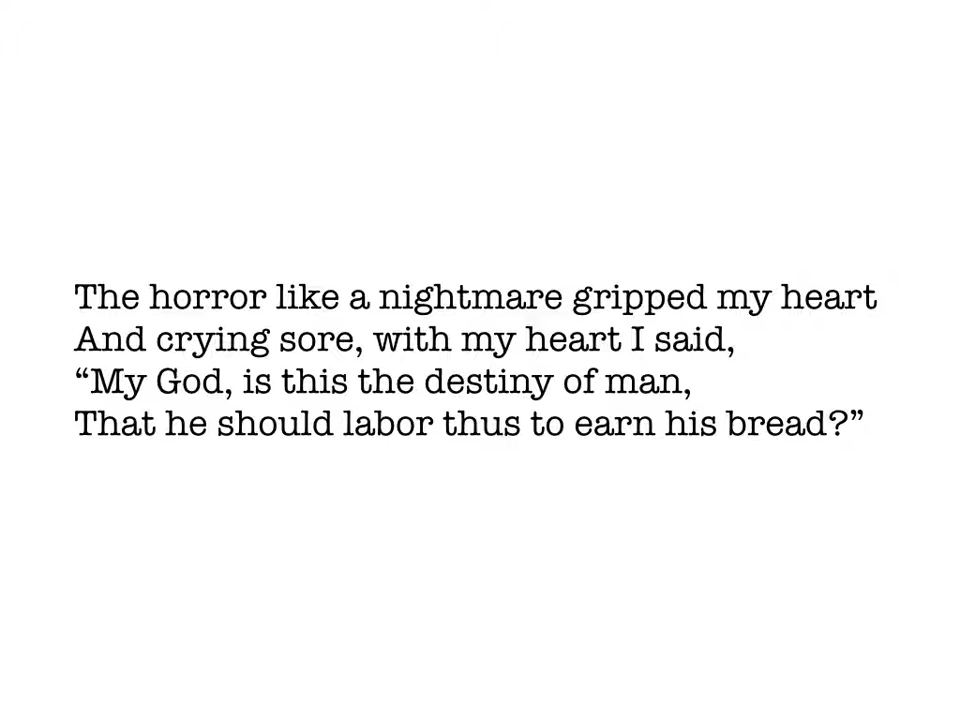 The horror like a nightmare gripped my heart
And crying sore, with my heart I said,
“My God, is this the destiny of man,
That he should labor thus to earn his bread?”